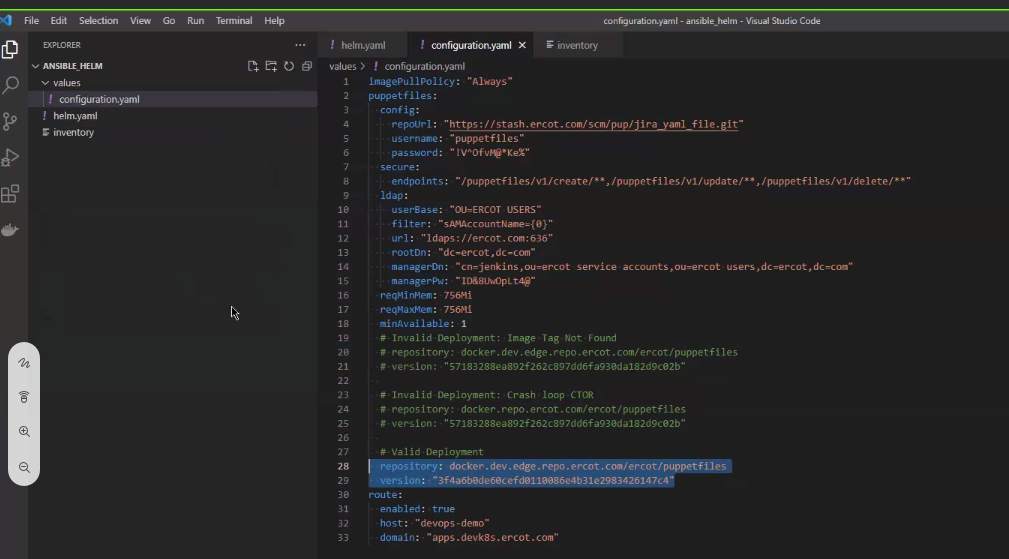 File Edit Selection View Go Run Terminal Help
configuration.yaml - ansible_helm - Visual Studio Code
EXPLORER
ANSIBLE_HELM
values
configuration.yaml
helm.yaml
inventory
helm.yaml
configuration.yaml
inventory
values > configuration.yaml
1 imagePullPolicy: "Always"
2 puppetfiles:
3 config:
4 repoUrl: "https://stash.ercot.com/scm/pup/jira_yaml_file.git"
5 username: "puppetfiles"
6 password: "!V^OfvM@*Ke%"
7 secure:
8 endpoints: "/puppetfiles/v1/create/**,/puppetfiles/v1/update/**,/puppetfiles/v1/delete/**"
9 ldap:
10 userBase: "OU=ERCOT USERS"
11 filter: "sAMAccountName={0}"
12 url: "ldaps://ercot.com:636"
13 rootDn: "dc=ercot,dc=com"
14 managerDn: "cn=jenkins,ou=ercot service accounts,ou=ercot users,dc=ercot,dc=com"
15 managerPw: "ID&8UwOpLt4@"
16 reqMinMem: 756Mi
17 reqMaxMem: 756Mi
18 minAvailable: 1
19 # Invalid Deployment: Image Tag Not Found
20 # repository: docker.dev.edge.repo.ercot.com/ercot/puppetfiles
21 # version: "57183288ea892f262c897dd6fa930da182d9c02b"
22
23 # Invalid Deployment: Crash loop CTOR
24 # repository: docker.repo.ercot.com/ercot/puppetfiles
25 # version: "57183288ea892f262c897dd6fa930da182d9c02b"
26
27 # Valid Deployment
28 repository: docker.dev.edge.repo.ercot.com/ercot/puppetfiles
29 version: "3f4a6b0de60cefd0110086e4b31e2983426147c4"
30 route:
31 enabled: true
32 host: "devops-demo"
33 domain: "apps.devk8s.ercot.com"